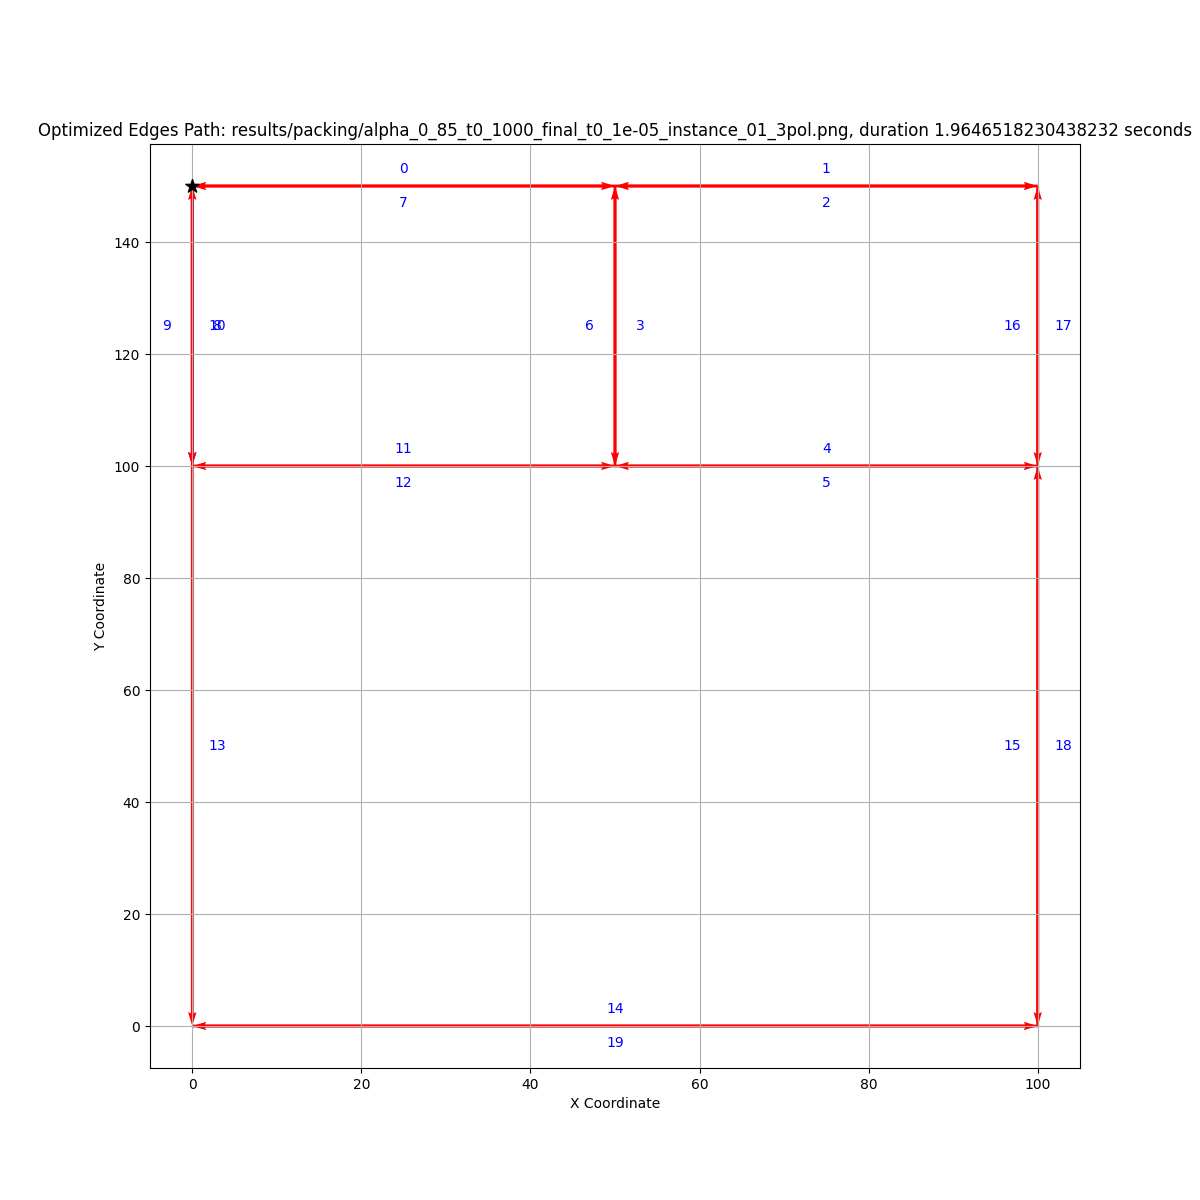 Optimized Edges Path: results/packing/alpha_0_85_t0_1000_final_t0_1e-05_instance_01_3pol.png, duration 1.9646518230438232 seconds
0 1
7 2
140
9 10 8 6 3 16 17
120
11 4
100
12 5
80
Y Coordinate
60
13 15 18
40
20
14
0
19
0 20 40 60 80 100
X Coordinate